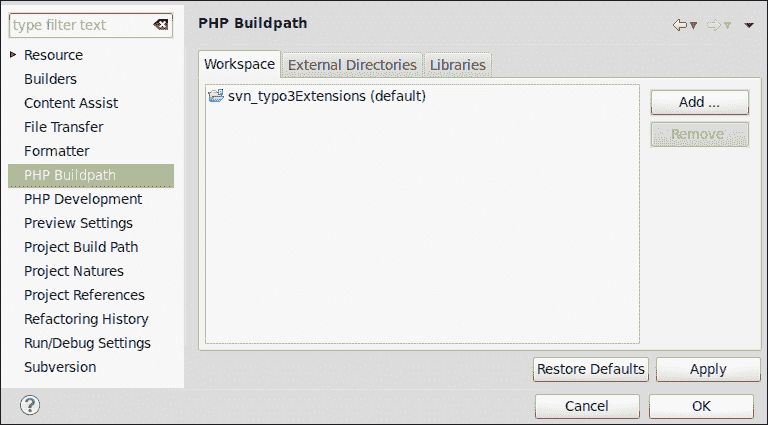 type filter text
Resource
Builders
Content Assist
File Transfer
Formatter
PHP Buildpath
PHP Development
Preview Settings
Project Build Path
Project Natures
Project References
Refactoring History
Run/Debug Settings
Subversion
PHP Buildpath
Workspace
External Directories
Libraries
svn_typo3Extensions (default)
Add ...
Remove
Restore Defaults
Apply
?
Cancel
OK